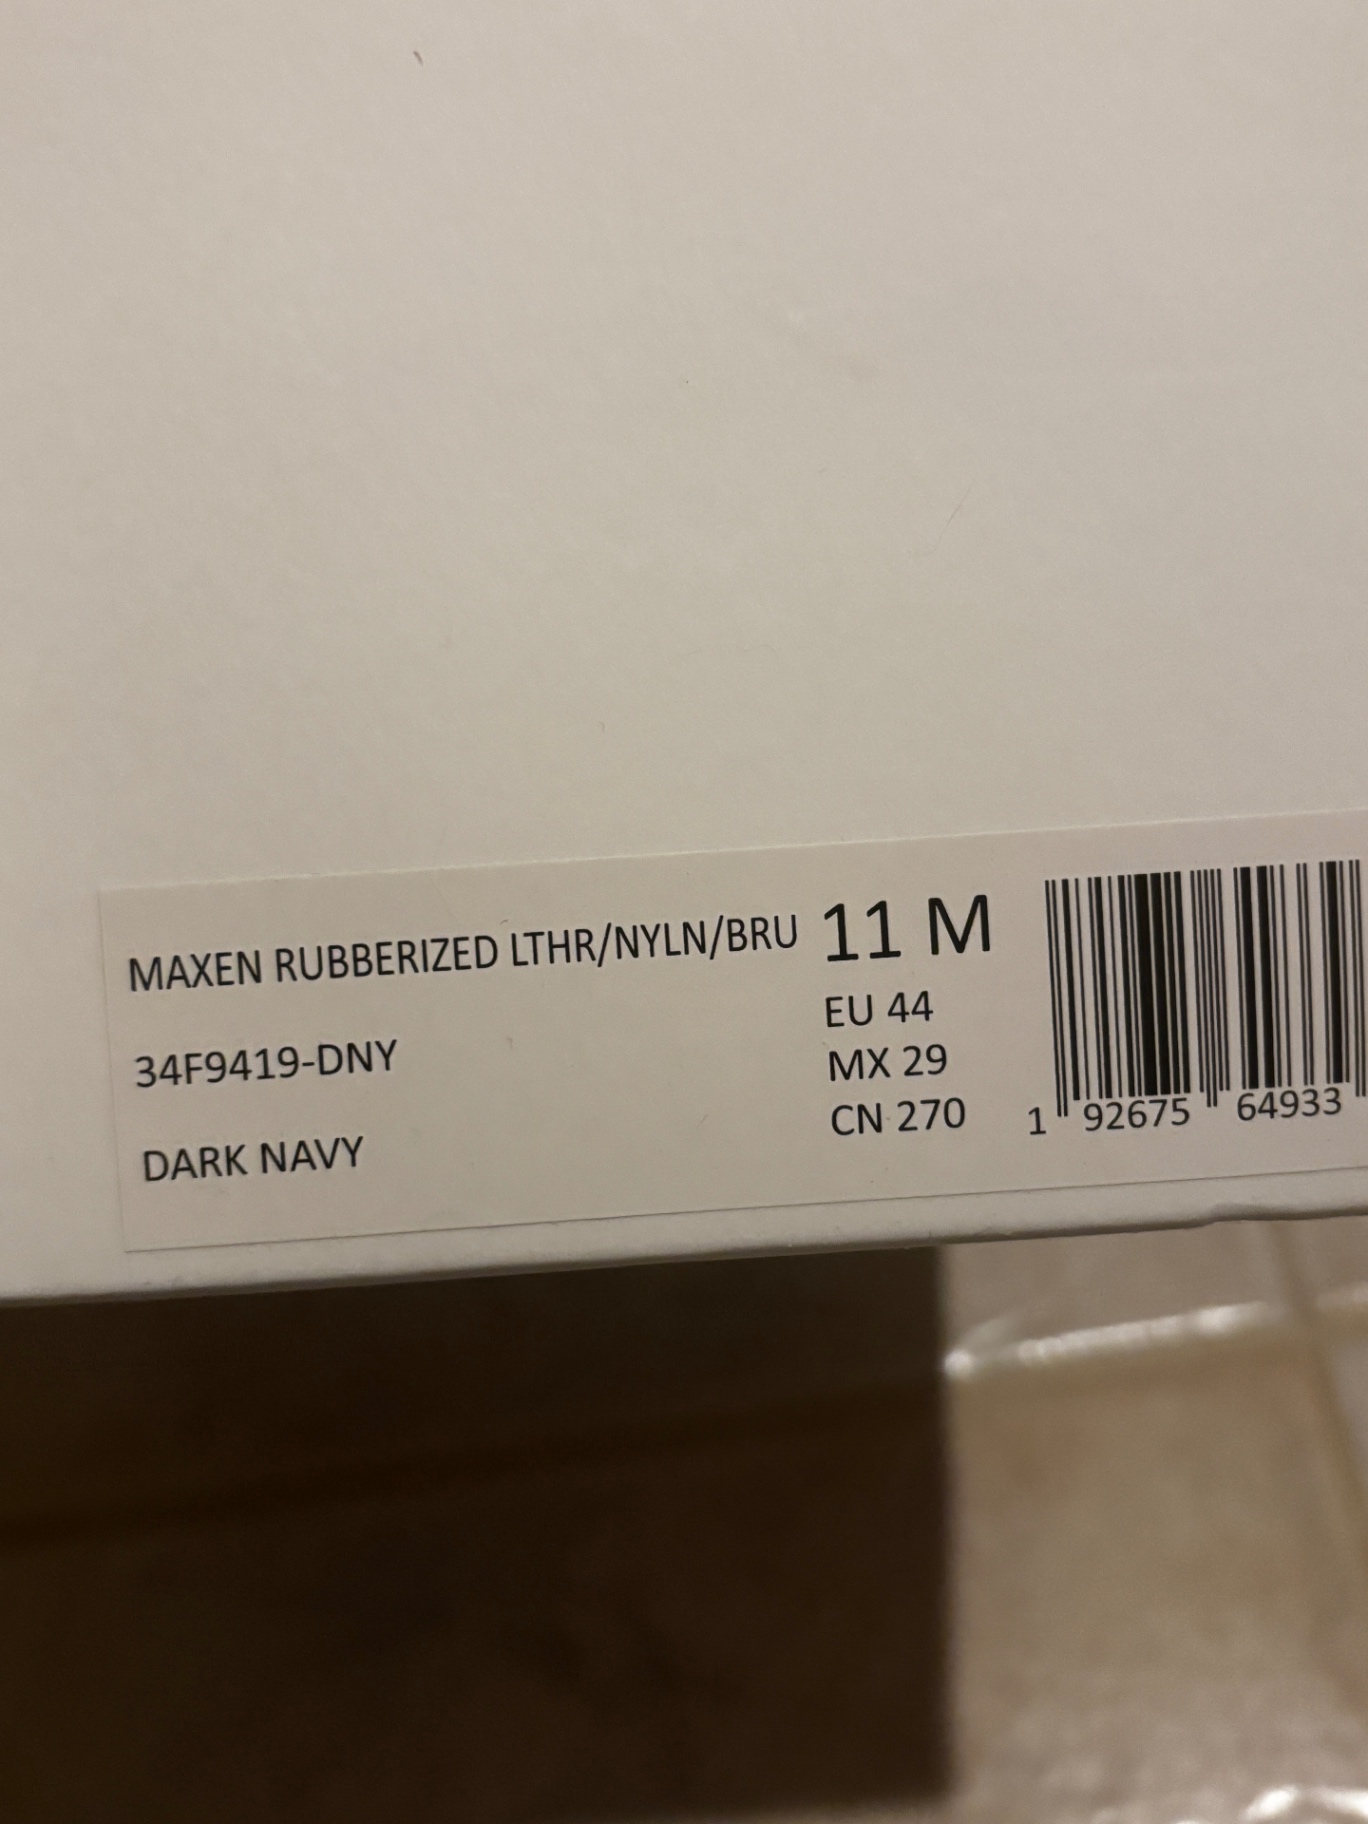 MAXEN RUBBERIZED LTHR/NYLN/BRU
34F9419-DNY
DARK NAVY
11 M
EU 44
MX 29
CN 270
1 92675 64933